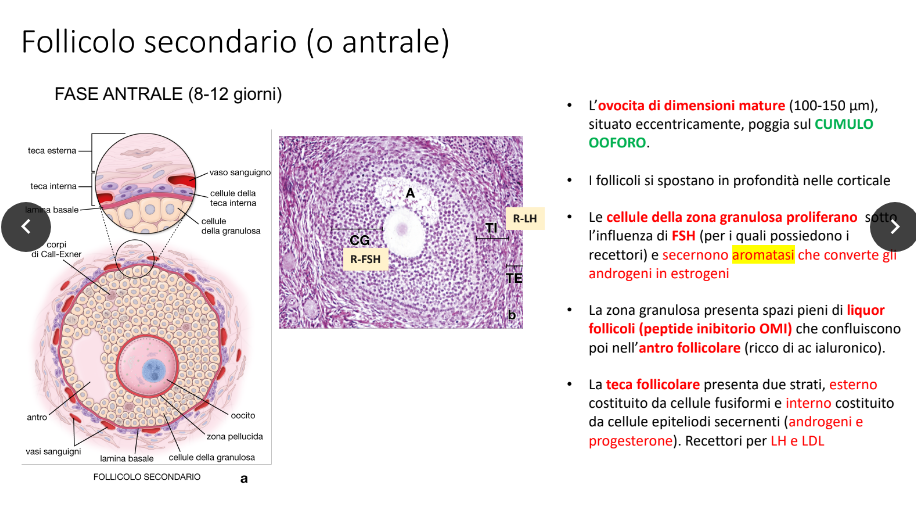 Follicolo secondario (o antrale)
FASE ANTRALE (8-12 giorni)
teca esterna
teca interna
lamina basale
vaso sanguigno
cellule della
teca interna
cellule
della granulosa
corpi
di Call-Exner
antro
vasi sanguigni
lamina basale
cellule della granulosa
zona pellucida
oocito
FOLLICOLO SECONDARIO
a
A
CG
R-FSH
TI
R-LH
TE
b
• L'ovocita di dimensioni mature (100-150 µm),
situato eccentricamente, poggia sul CUMULO
OOFORO.
• I follicoli si spostano in profondità nelle corticale
• Le cellule della zona granulosa proliferano sotto
l'influenza di FSH (per i quali possiedono i
recettori) e secernono aromatasi che converte gli
androgeni in estrogeni
• La zona granulosa presenta spazi pieni di liquor
follicoli (peptide inibitorio OMI) che confluiscono
poi nell'antro follicolare (ricco di ac ialuronico).
• La teca follicolare presenta due strati, esterno
costituito da cellule fusiformi e interno costituito
da cellule epiteliodi secernenti (androgeni e
progesterone). Recettori per LH e LDL